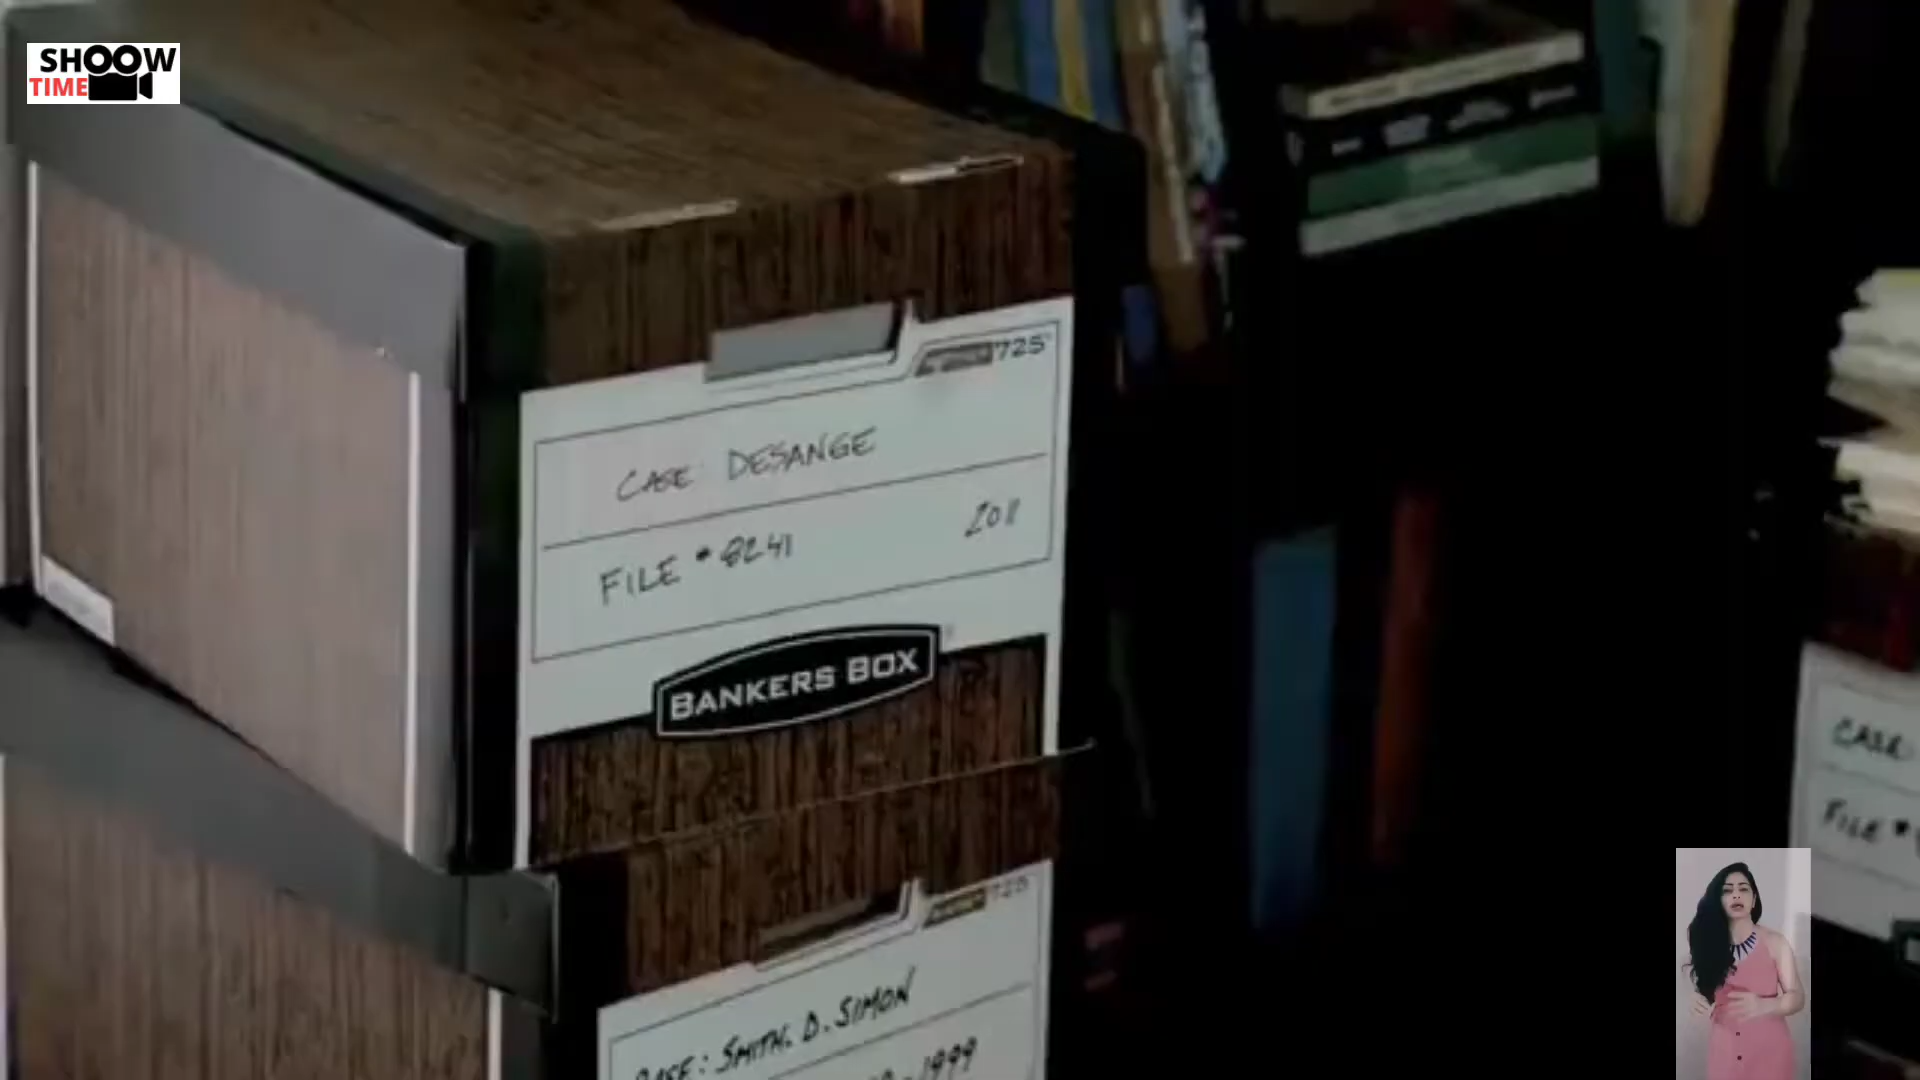 SHOOW
TIME
725
CASE: DESANGE
FILE # 8241
2011
BANKERS BOX
725
CASE: SMITH. D. SIMON
-1999
CASE
FILE #